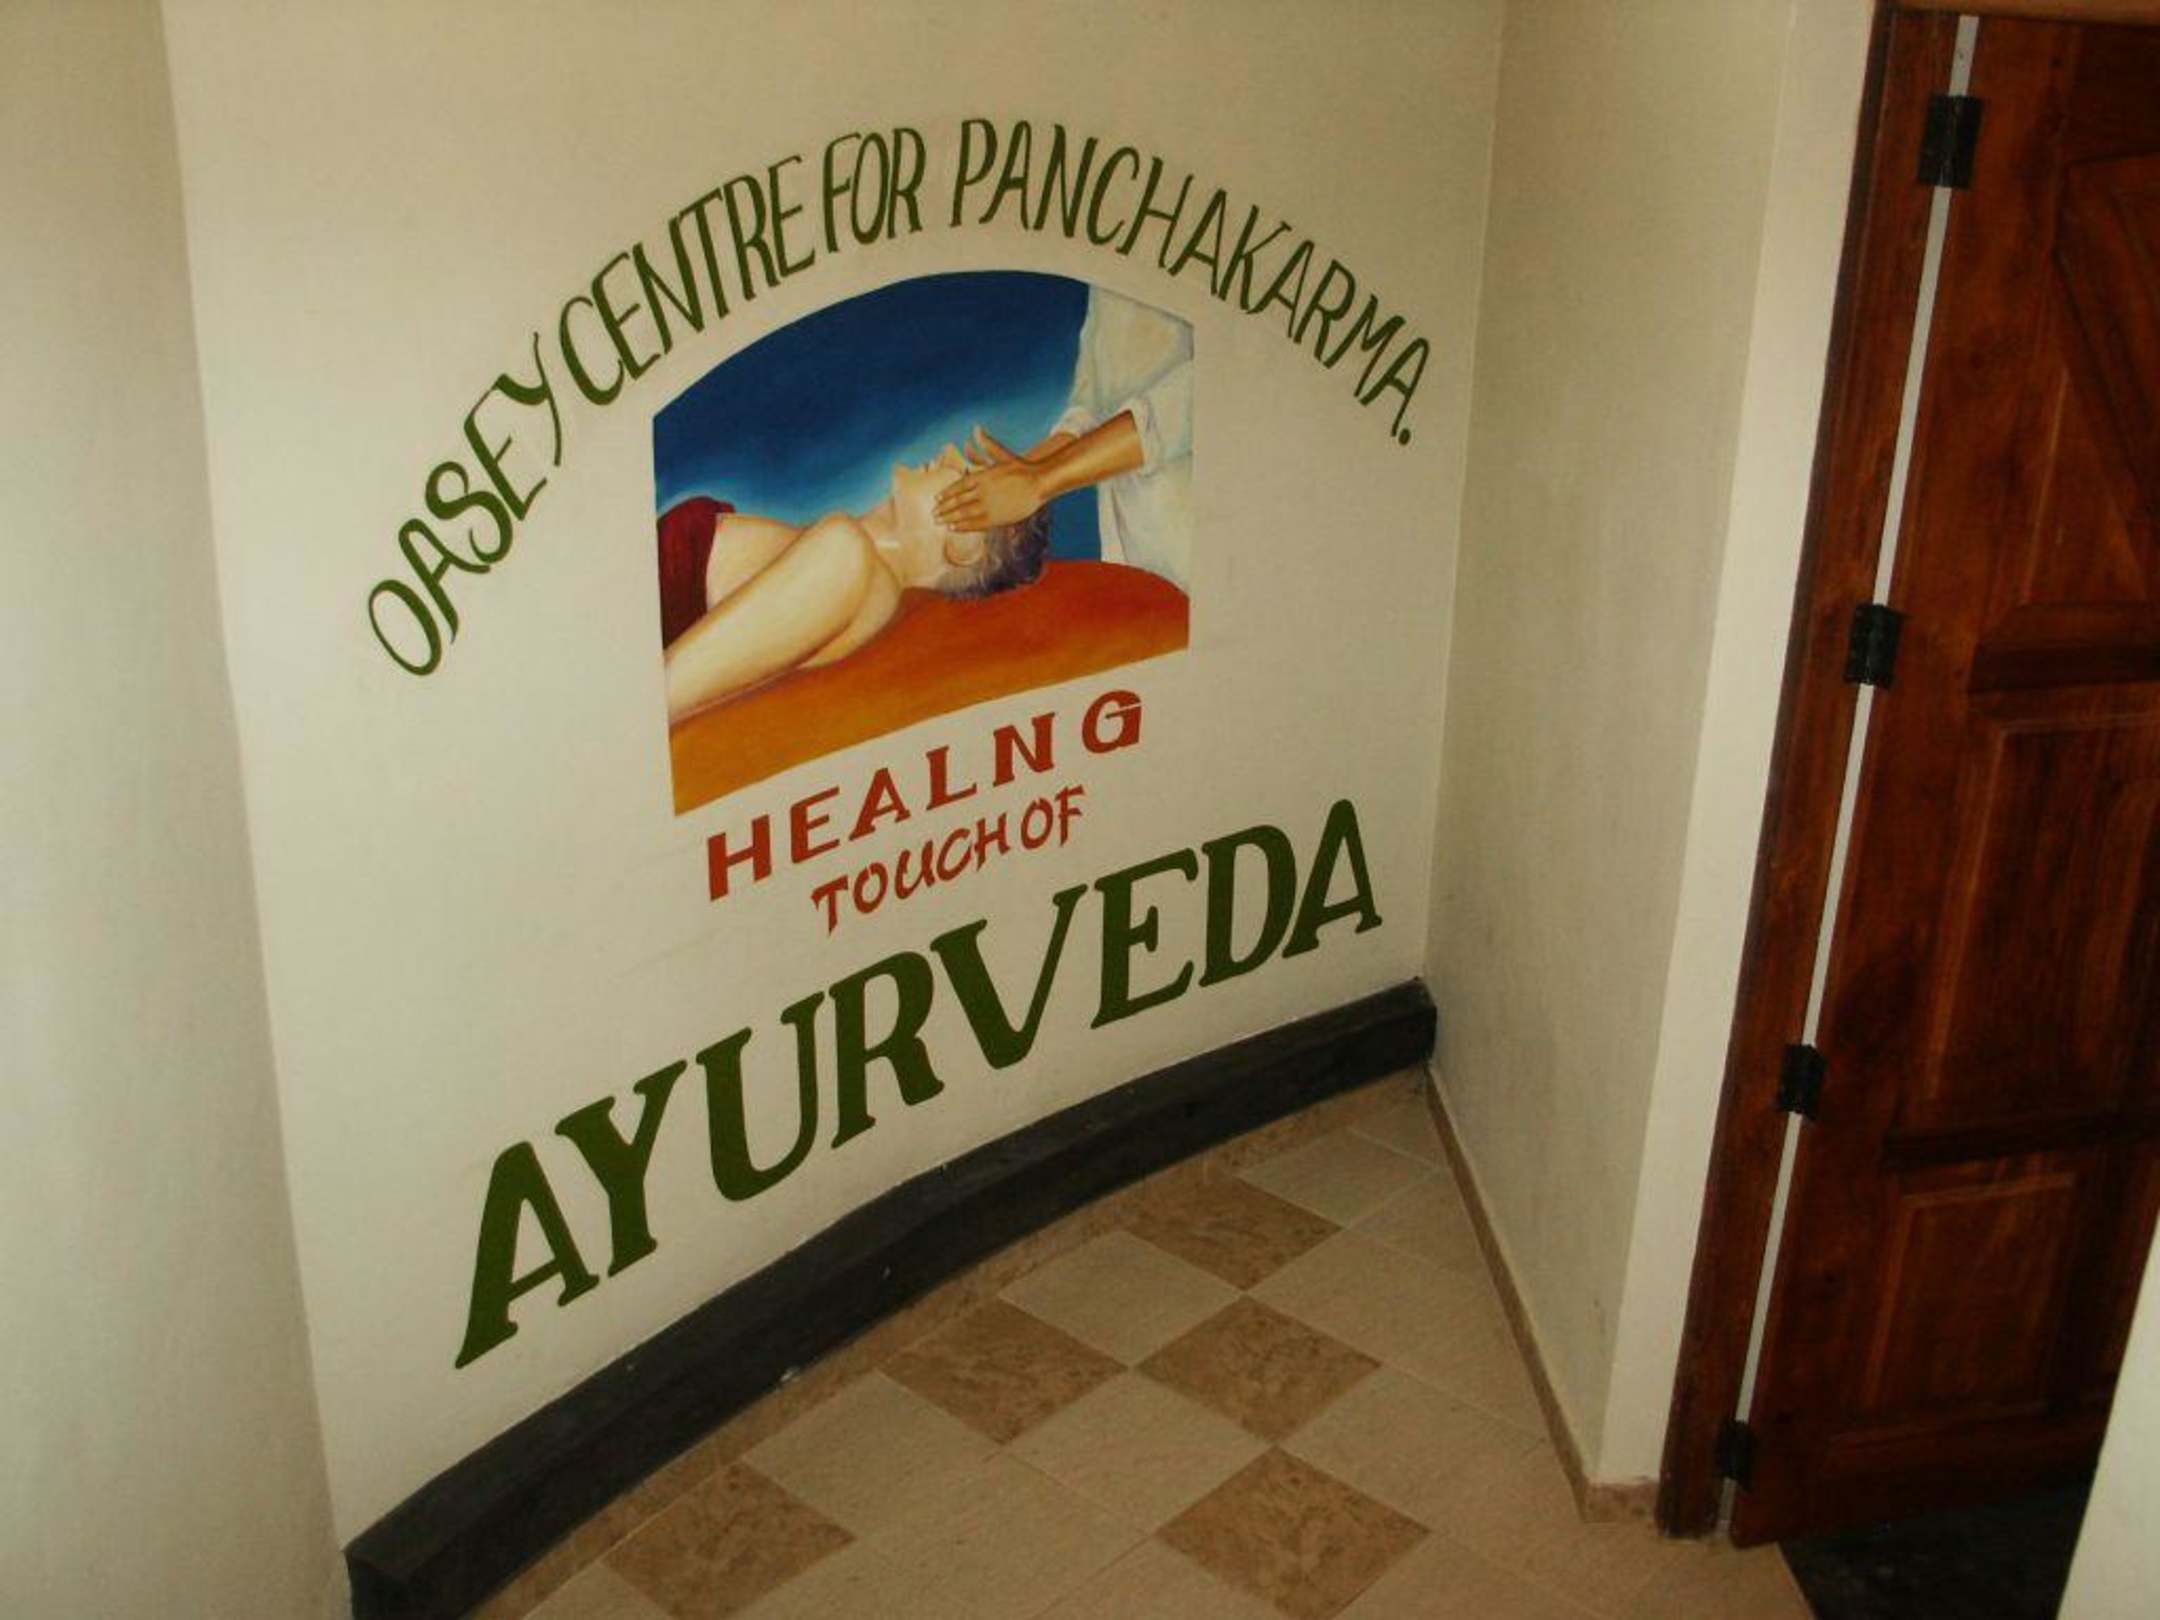 OASEY CENTRE FOR PANCHAKARMA.
HEALNG
TOUCH OF
AYURVEDA